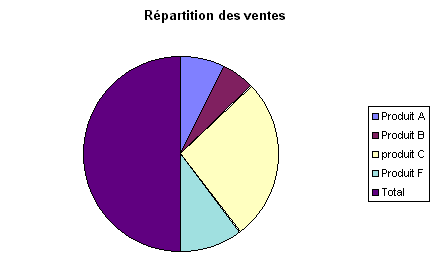 Répartition des ventes
Produit A
Produit B
produit C
Produit F
Total